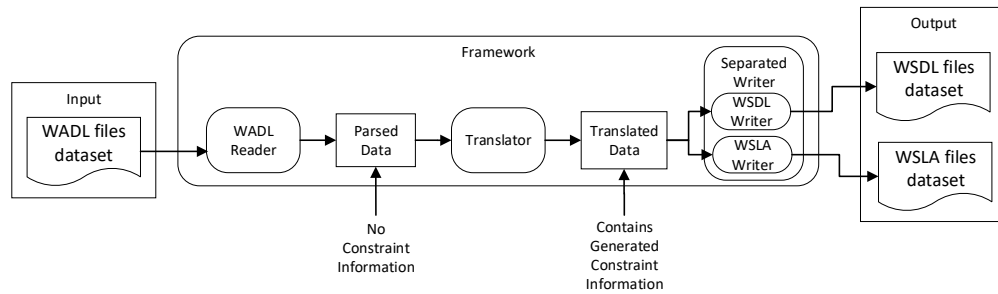 Input
WADL files
dataset
Framework
WADL
Reader
Parsed
Data
Translator
Translated
Data
Separated
Writer
WSDL
Writer
WSLA
Writer
Output
WSDL files
dataset
WSLA files
dataset
No
Constraint
Information
Contains
Generated
Constraint
Information